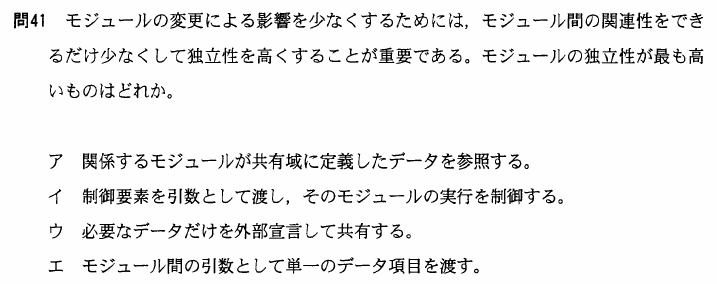 問41 モジュールの変更による影響を少なくするためには，モジュール間の関連性をでき
るだけ少なくして独立性を高くすることが重要である。モジュールの独立性が最も高
いものはどれか。
ア 関係するモジュールが共有域に定義したデータを参照する。
イ 制御要素を引数として渡し，そのモジュールの実行を制御する。
ウ 必要なデータだけを外部宣言して共有する。
エ モジュール間の引数として単一のデータ項目を渡す。